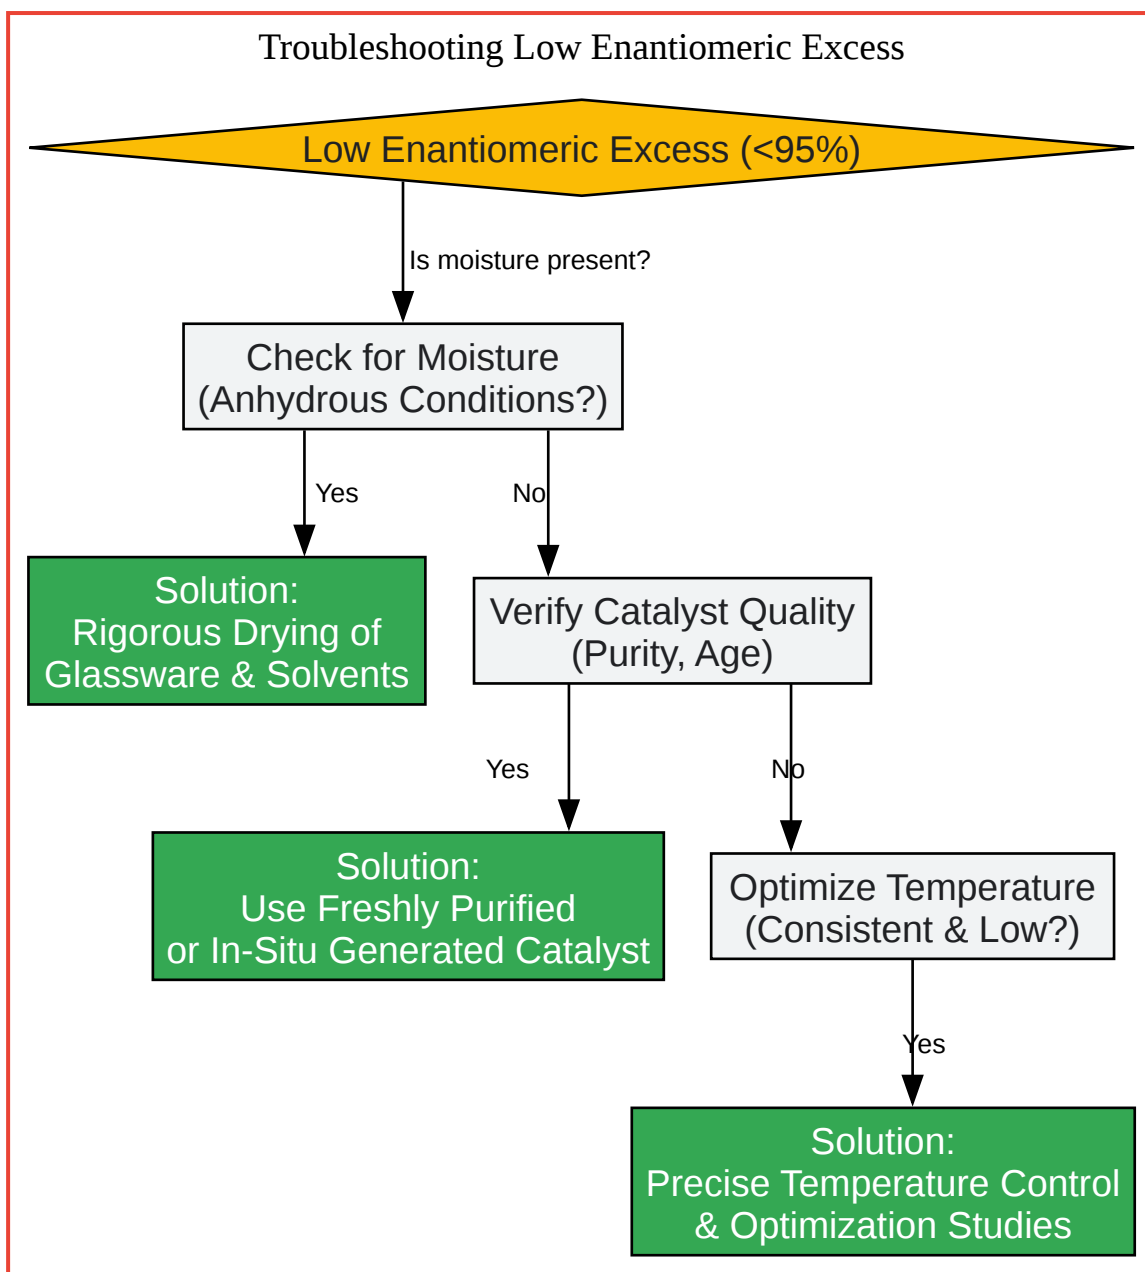 Troubleshooting Low Enantiomeric Excess
Low Enantiomeric Excess (<95%)
Is moisture present?
Check for Moisture
(Anhydrous Conditions?)
Yes
No
Solution:
Rigorous Drying of
Glassware & Solvents
Verify Catalyst Quality
(Purity, Age)
Yes
No
Solution:
Use Freshly Purified
or In-Situ Generated Catalyst
Optimize Temperature
(Consistent & Low?)
Yes
Solution:
Precise Temperature Control
& Optimization Studies